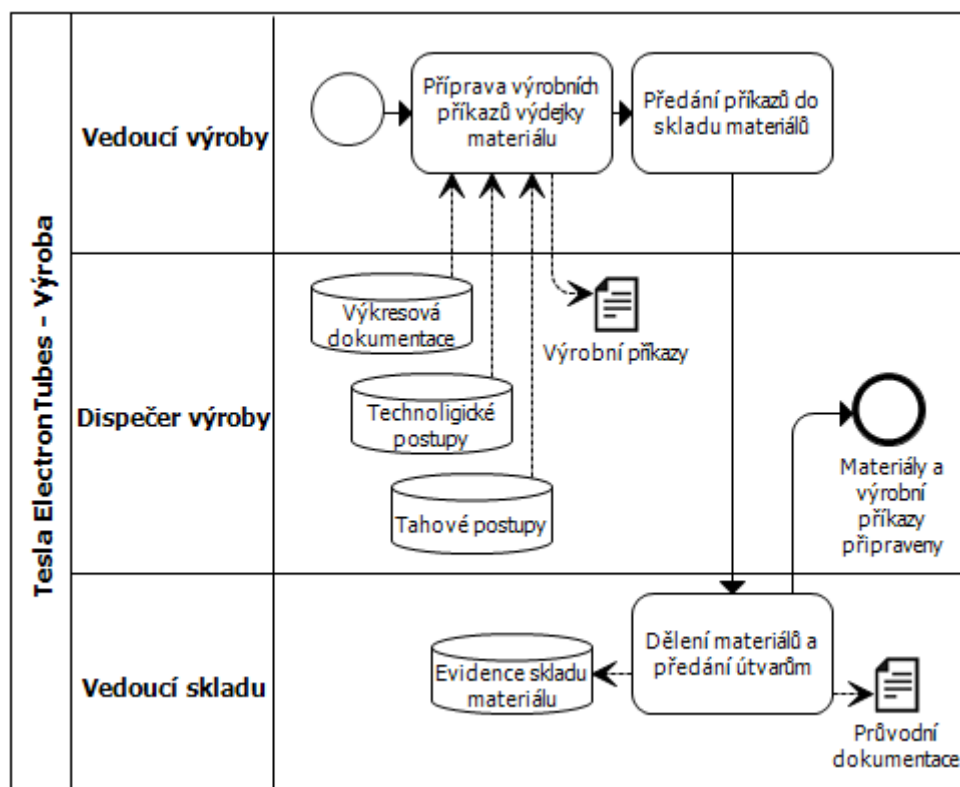 Tesla ElectronTubes - Výroba
Vedoucí výroby
Příprava výrobních
příkazů výdejky
materiálu
Předání příkazů do
skladu materiálů
Dispečer výroby
Výkresová
dokumentace
Výrobní příkazy
Technoligické
postupy
Tahové postupy
Materiály a
výrobní
příkazy
připraveny
Vedoucí skladu
Evidence skladu
materiálu
Dělení materiálů a
předání útvarům
Průvodní
dokumentace